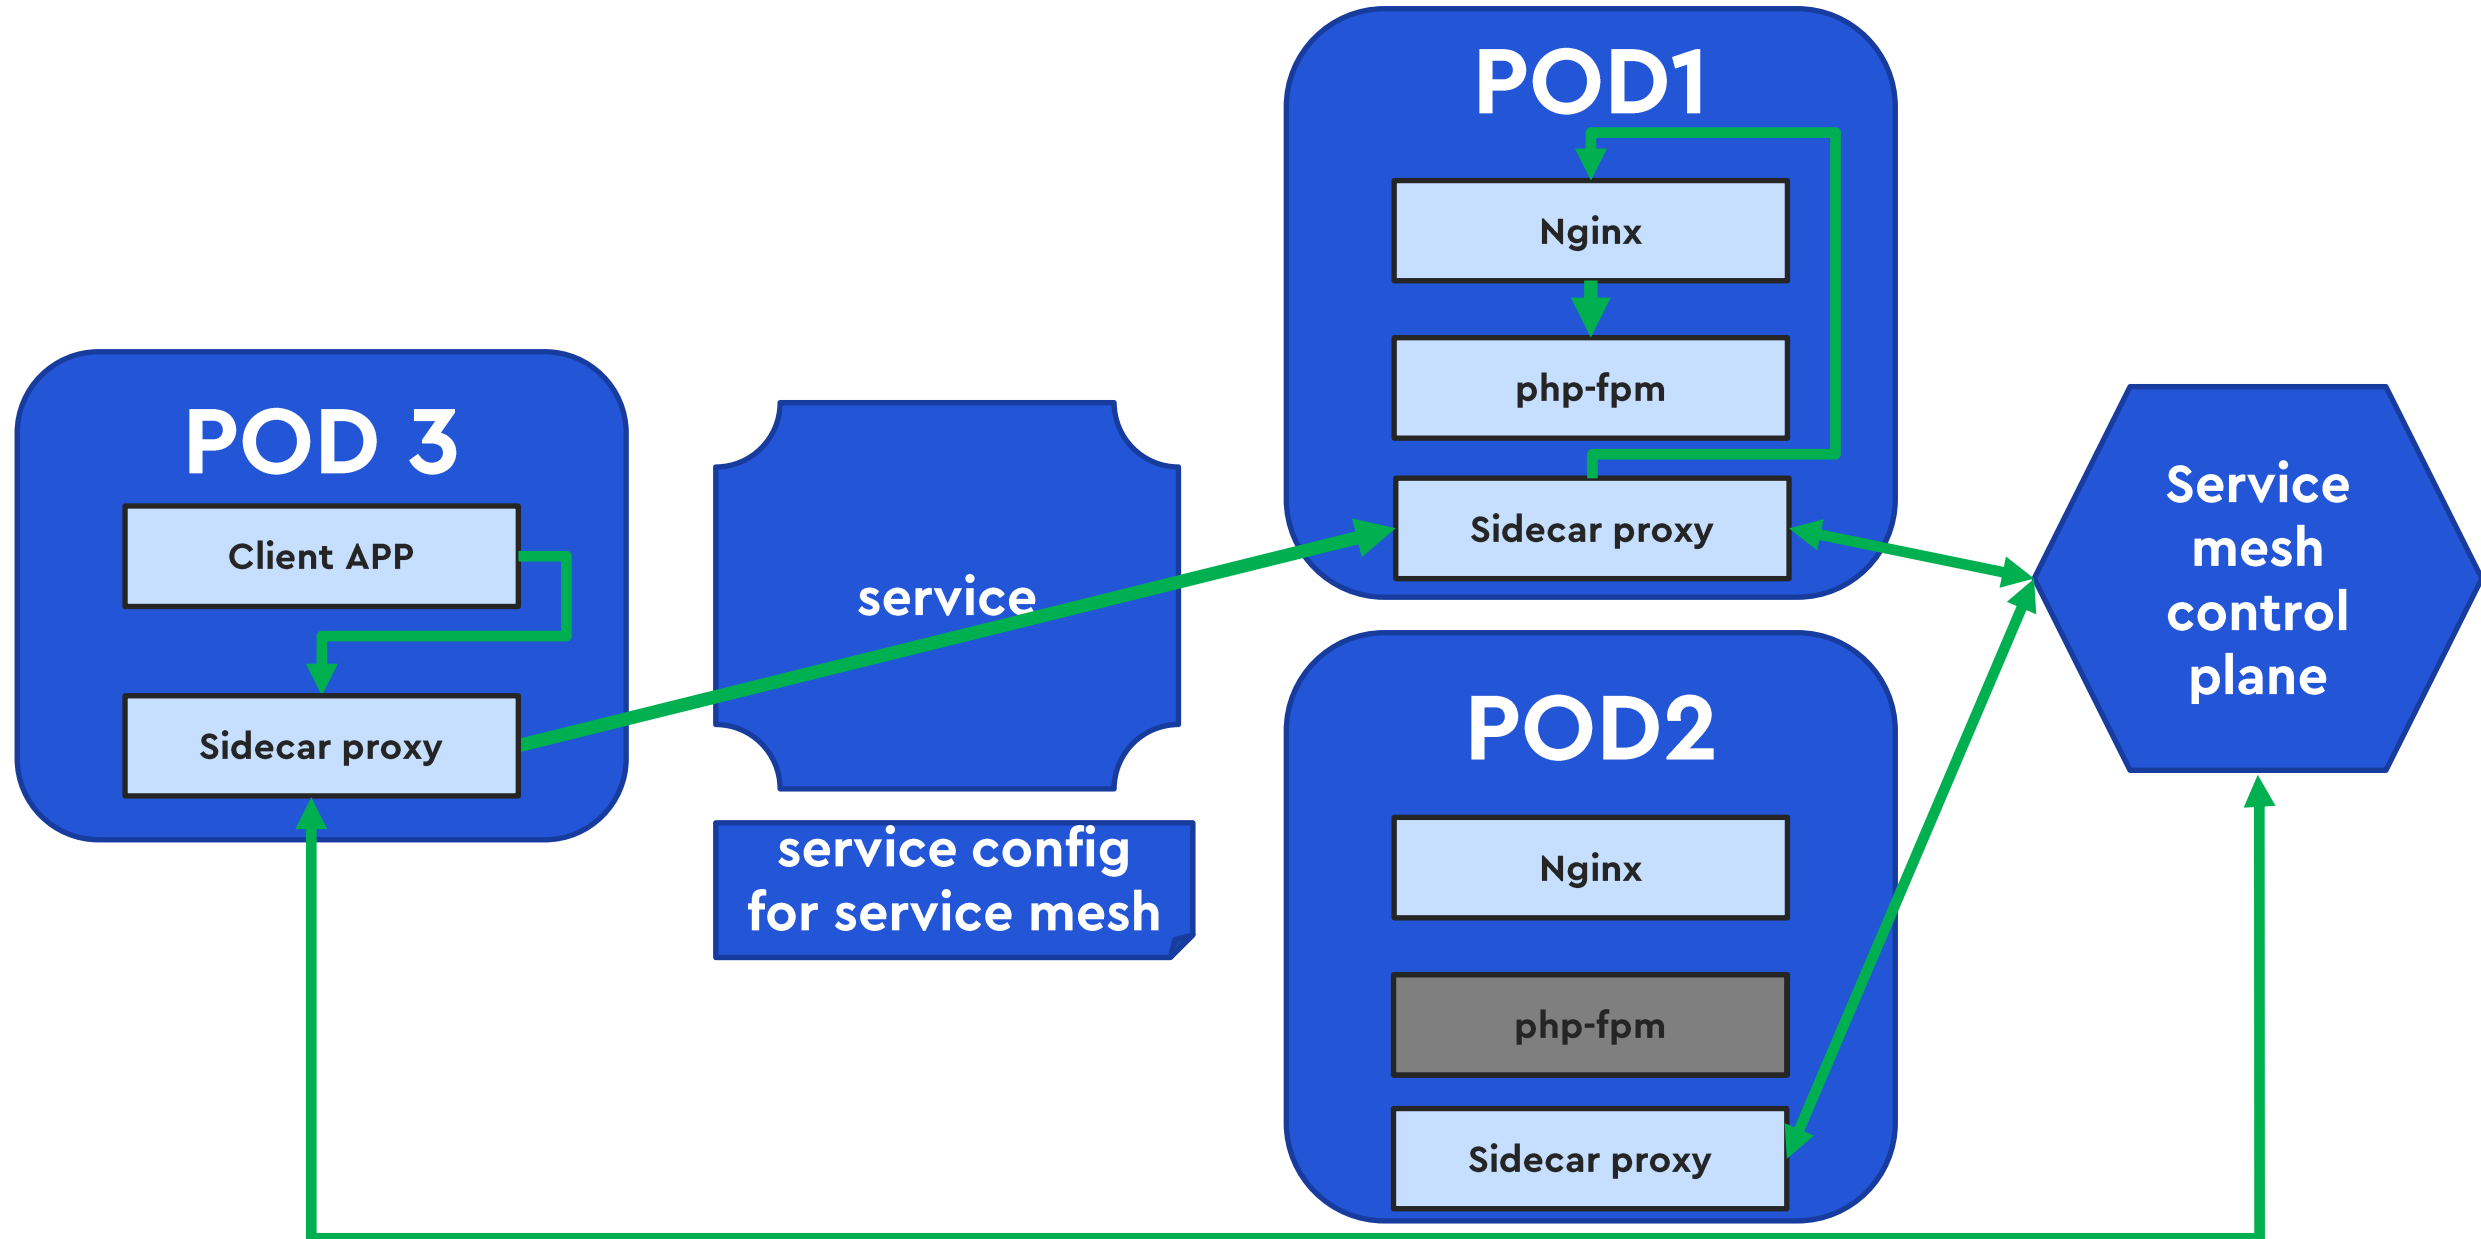 POD 3
Client APP
Sidecar proxy
service
service config
for service mesh
POD1
Nginx
php-fpm
Sidecar proxy
POD2
Nginx
php-fpm
Sidecar proxy
Service
mesh
control
plane